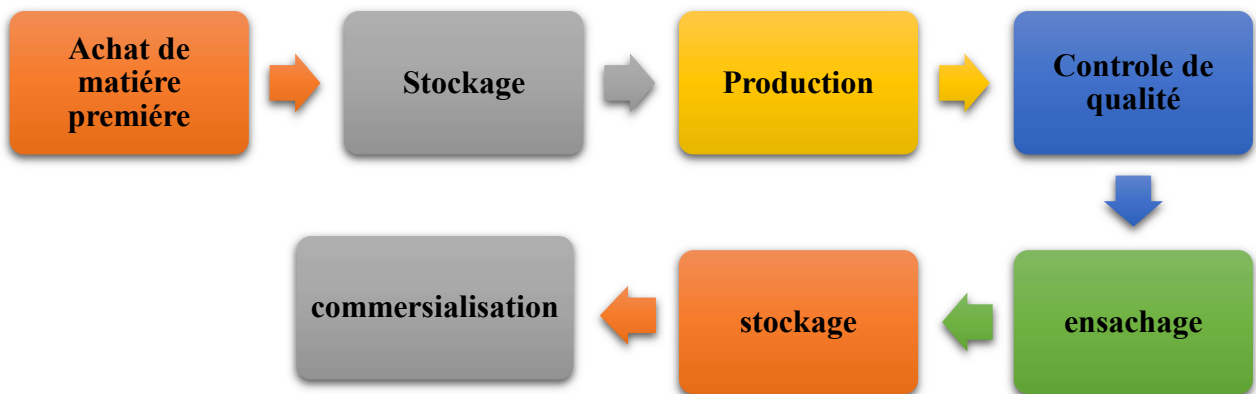 Achat de
matiére
premiére
Stockage
Production
Controle de
qualité
ensachage
stockage
commersialisation